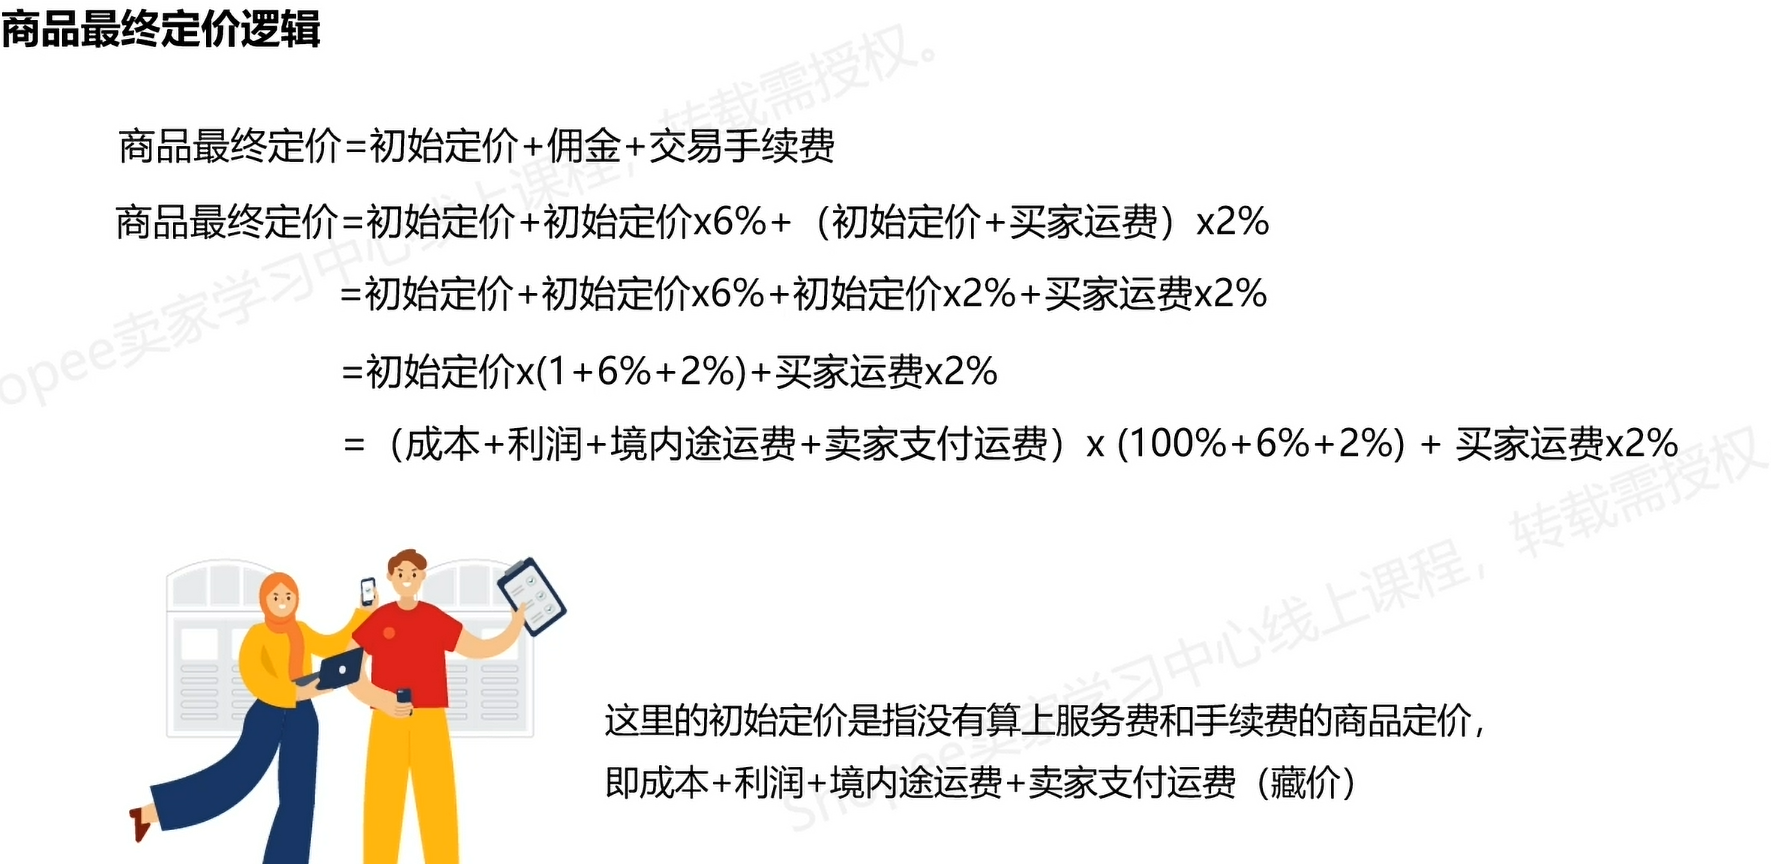 商品最终定价逻辑
转载需授权。
商品最终定价=初始定价+佣金+交易手续费
商品最终定价=初始定价+初始定价x6%+（初始定价+买家运费）x2%
=初始定价+初始定价x6%+初始定价x2%+买家运费x2%
opee卖家学习中心线上课程，
=初始定价x(1+6%+2%)+买家运费x2%
=（成本+利润+境内途运费+卖家支付运费）x (100%+6%+2%) + 买家运费x2%
转载需授权
Shopee卖家学习中心线上课程，
这里的初始定价是指没有算上服务费和手续费的商品定价，
即成本+利润+境内途运费+卖家支付运费（藏价）